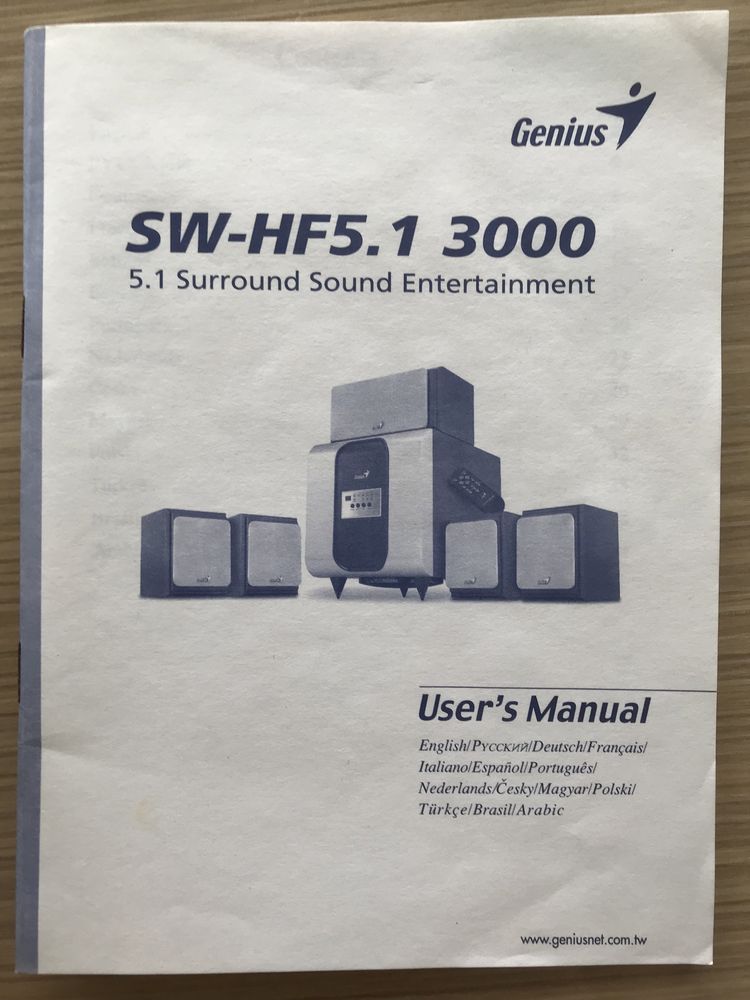 Genius
SW-HF5.1 3000
5.1 Surround Sound Entertainment
Genius
User's Manual
English/Русский/Deutsch/Français/
Italiano/Español/Português/
Nederlands/Česky/Magyar/Polski/
Türkçe/Brasil/Arabic
www.geniusnet.com.tw